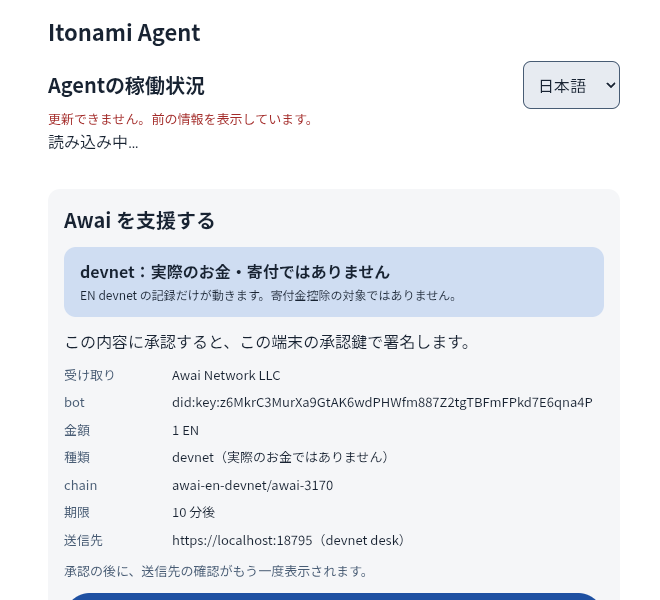 Itonami Agent
Agentの稼働状況
日本語
更新できません。前の情報を表示しています。
読み込み中...
Awai を支援する
devnet：実際のお金・寄付ではありません
EN devnet の記録だけが動きます。寄付金控除の対象ではありません。
この内容に承認すると、この端末の承認鍵で署名します。
受け取り Awai Network LLC
bot did:key:z6MkrC3MurXa9GtAK6wdPHWfm887Z2tgTBFmFPkd7E6qna4P
金額 1 EN
種類 devnet（実際のお金ではありません）
chain awai-en-devnet/awai-3170
期限 10 分後
送信先 https://localhost:18795（devnet desk）
承認の後に、送信先の確認がもう一度表示されます。